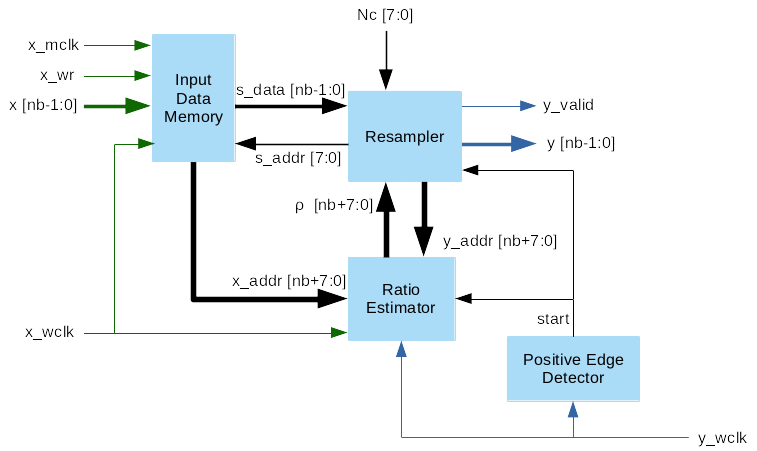 Nc [7:0]
x_mclk
x_wr
x [nb-1:0]
Input
Data
Memory
s_data [nb-1:0]
s_addr [7:0]
Resampler
y_valid
y [nb-1:0]
ρ [nb+7:0]
y_addr [nb+7:0]
x_addr [nb+7:0]
Ratio
Estimator
x_wclk
start
Positive Edge
Detector
y_wclk